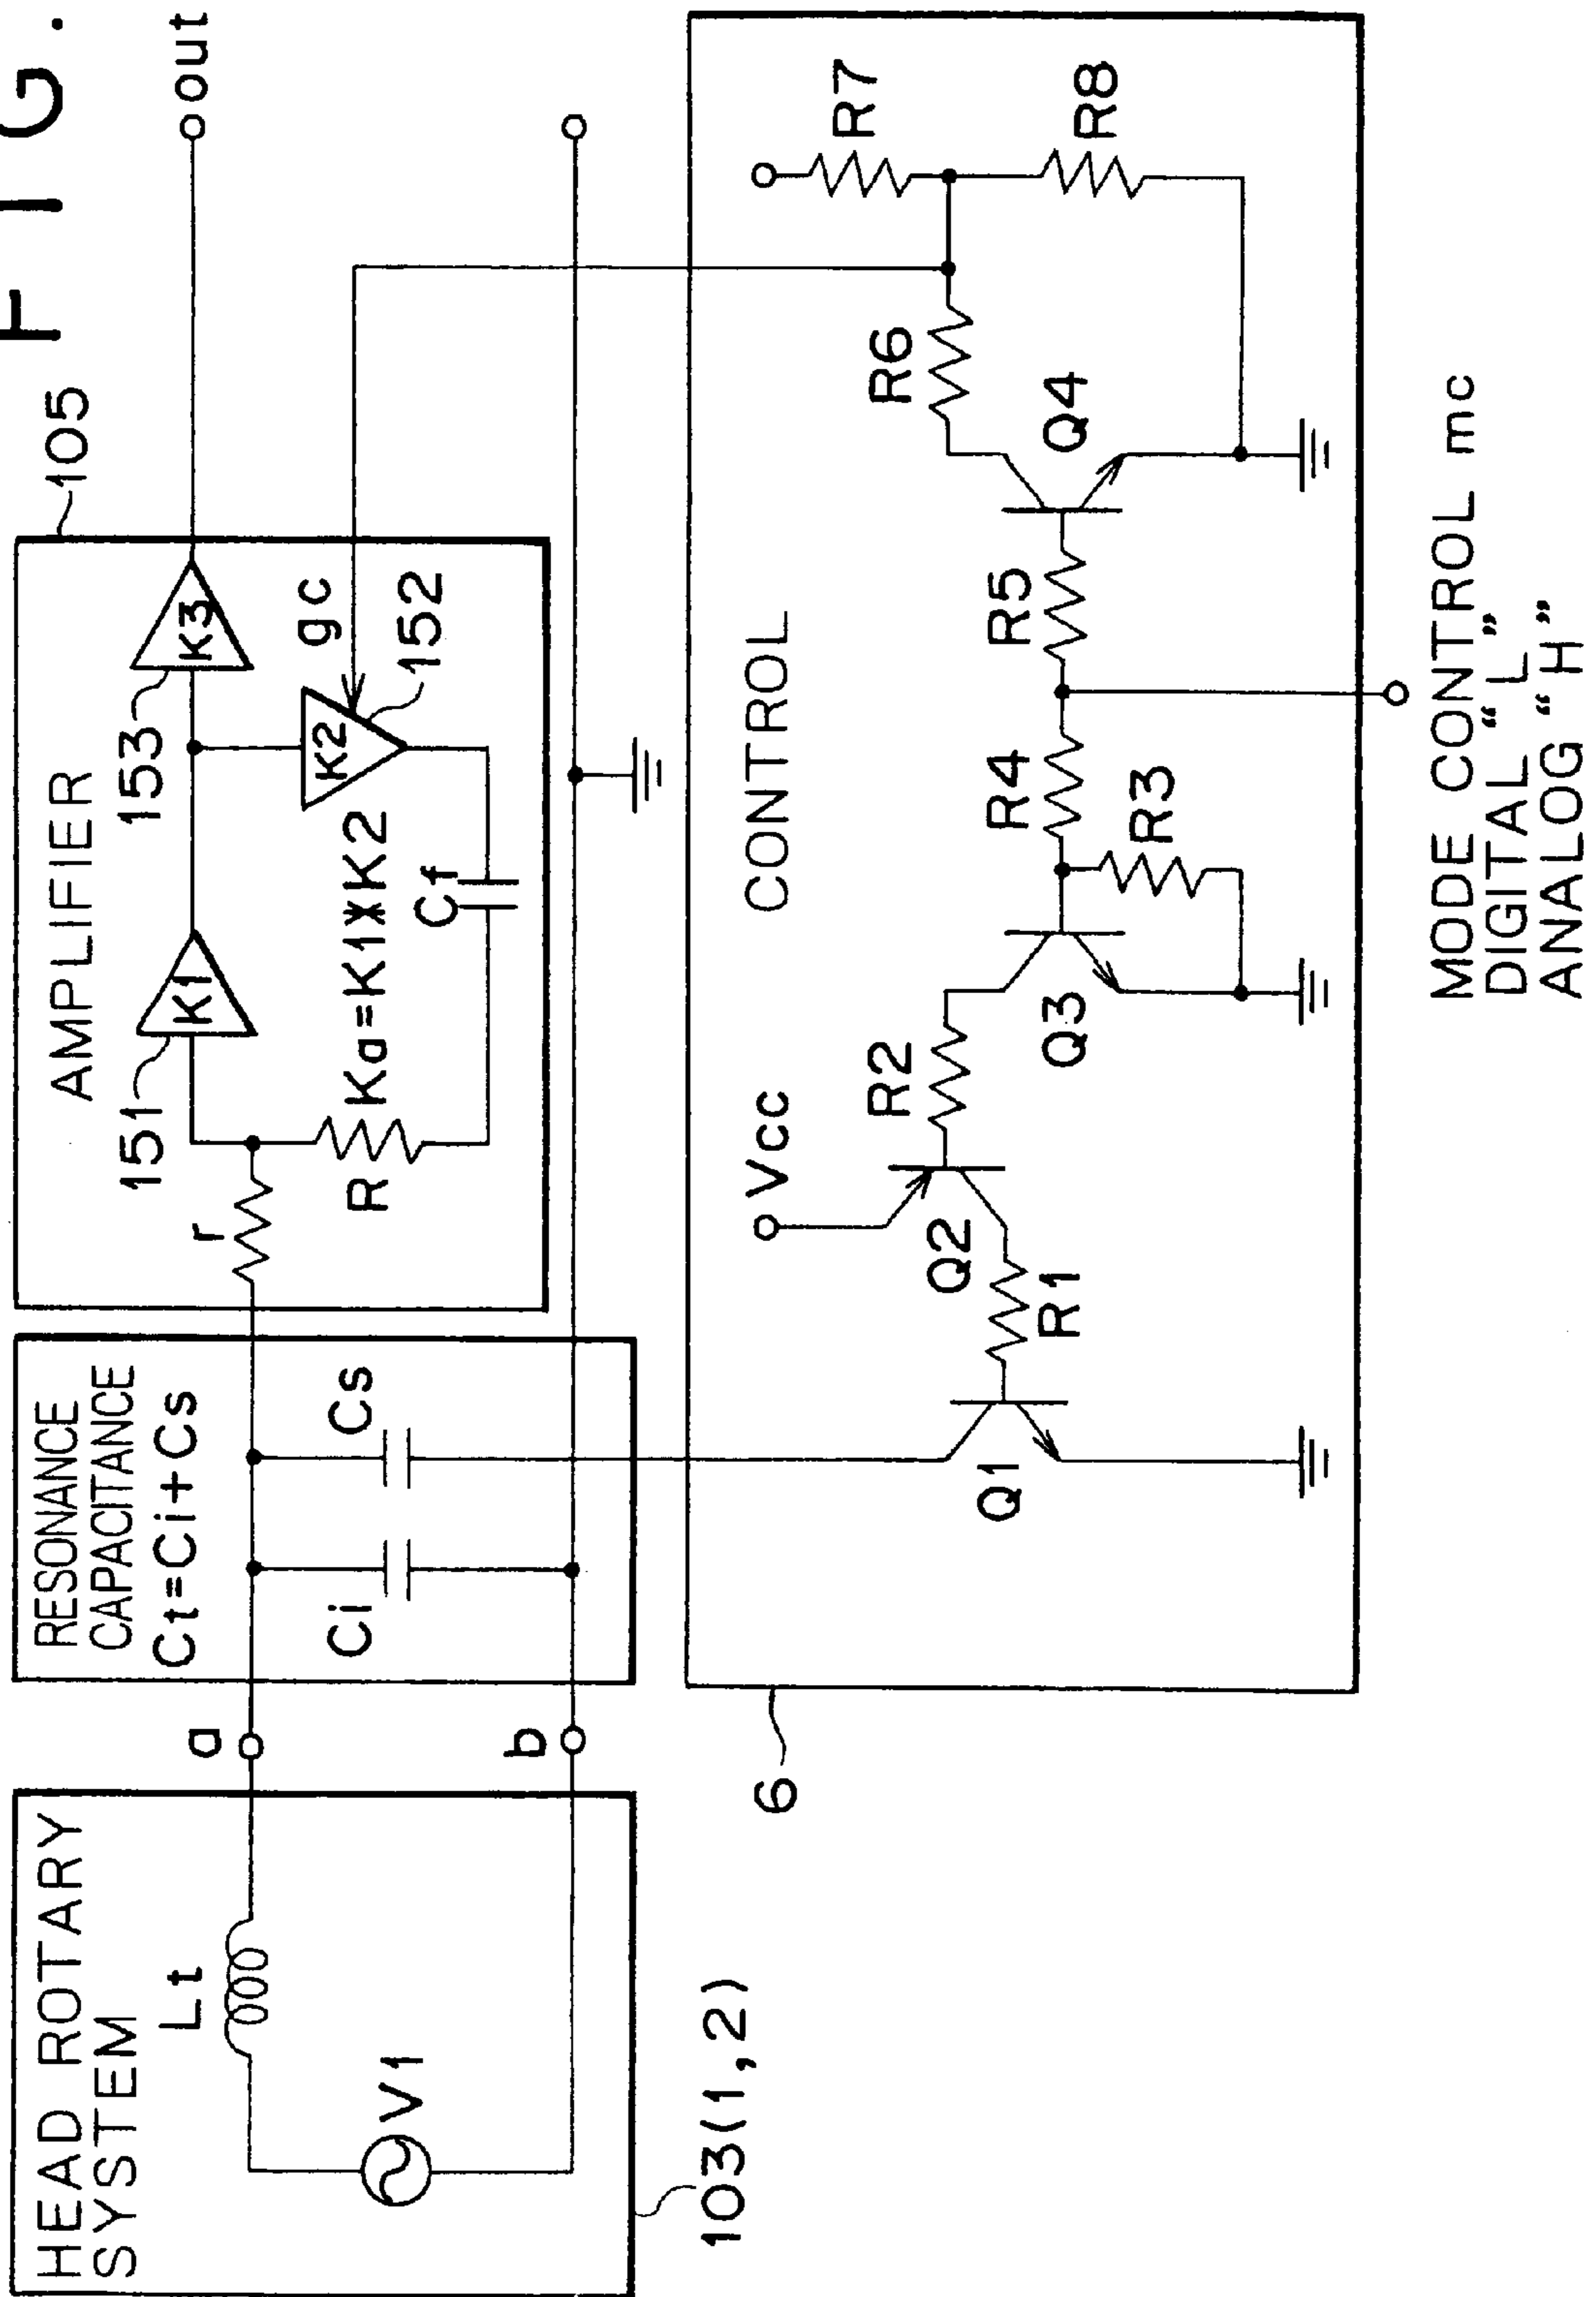 FIG.
HEAD ROTARY
SYSTEM
Lt
V1
103(1,2)
a
b
RESONANCE
CAPACITANCE
Ct=Ci+Cs
Ci
Cs
AMPLIFIER
105
151
K1
153
K3
out
r
R
Ka=K1*K2
Cf
K2
gc
152
6
CONTROL
Vcc
Q1
R1
Q2
R2
Q3
R3
R4
R5
Q4
R6
R7
R8
MODE CONTROL mc
DIGITAL "L"
ANALOG "H"